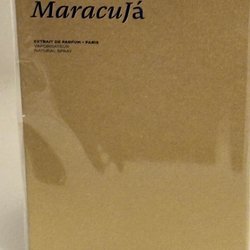 MaracuJá
EXTRAIT DE PARFUM - PARIS
VAPORISATEUR
NATURAL SPRAY